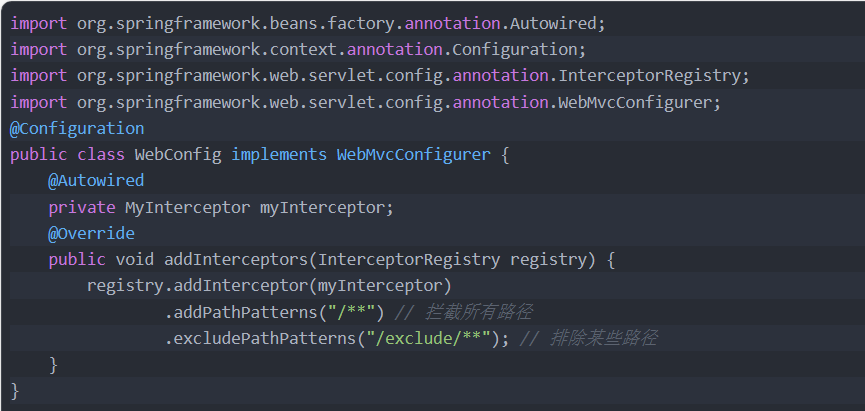 import org.springframework.beans.factory.annotation.Autowired;
import org.springframework.context.annotation.Configuration;
import org.springframework.web.servlet.config.annotation.InterceptorRegistry;
import org.springframework.web.servlet.config.annotation.WebMvcConfigurer;
@Configuration
public class WebConfig implements WebMvcConfigurer {
    @Autowired
    private MyInterceptor myInterceptor;
    @Override
    public void addInterceptors(InterceptorRegistry registry) {
        registry.addInterceptor(myInterceptor)
                .addPathPatterns("/**") // 拦截所有路径
                .excludePathPatterns("/exclude/**"); // 排除某些路径
    }
}